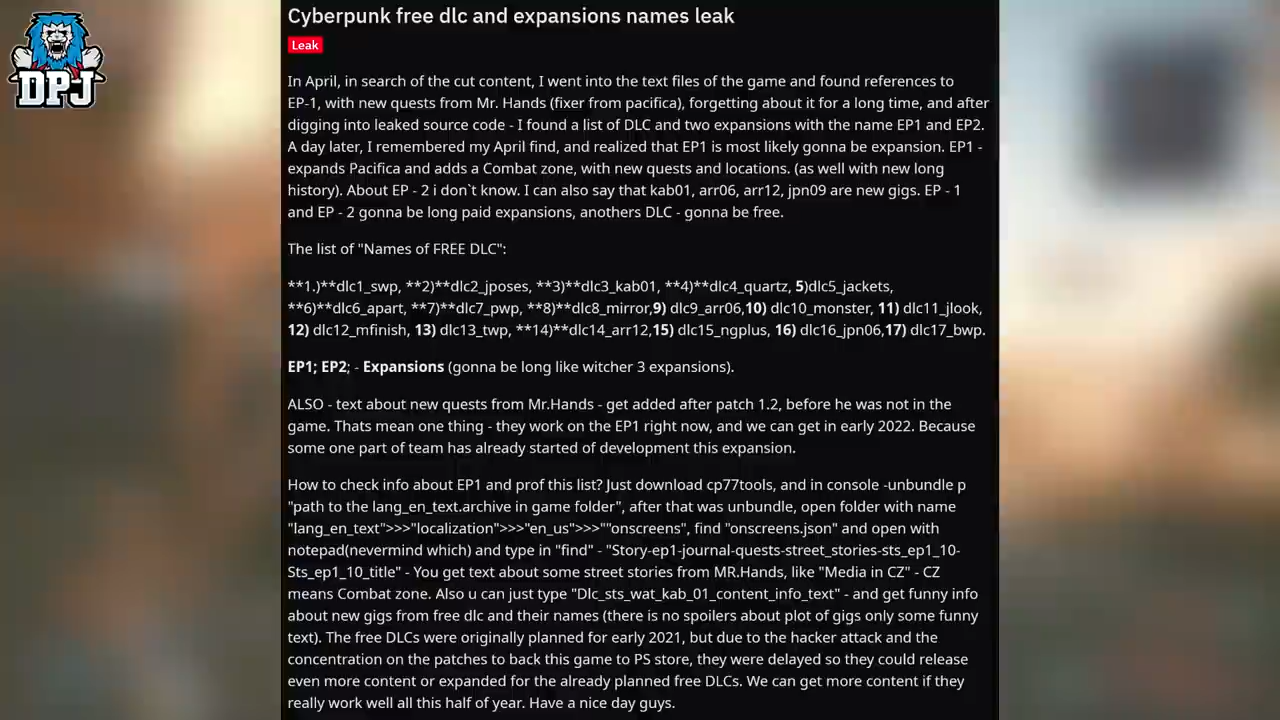 DPJ
Cyberpunk free dlc and expansions names leak
Leak
In April, in search of the cut content, I went into the text files of the game and found references to
EP-1, with new quests from Mr. Hands (fixer from pacifica), forgetting about it for a long time, and after
digging into leaked source code - I found a list of DLC and two expansions with the name EP1 and EP2.
A day later, I remembered my April find, and realized that EP1 is most likely gonna be expansion. EP1 -
expands Pacifica and adds a Combat zone, with new quests and locations. (as well with new long
history). About EP - 2 i don`t know. I can also say that kab01, arr06, arr12, jpn09 are new gigs. EP - 1
and EP - 2 gonna be long paid expansions, anothers DLC - gonna be free.
The list of "Names of FREE DLC":
**1.)**dlc1_swp, **2)**dlc2_jposes, **3)**dlc3_kab01, **4)**dlc4_quartz, 5)dlc5_jackets,
**6)**dlc6_apart, **7)**dlc7_pwp, **8)**dlc8_mirror,9) dlc9_arr06,10) dlc10_monster, 11) dlc11_jlook,
12) dlc12_mfinish, 13) dlc13_twp, **14)**dlc14_arr12,15) dlc15_ngplus, 16) dlc16_jpn06,17) dlc17_bwp.
EP1; EP2; - Expansions (gonna be long like witcher 3 expansions).
ALSO - text about new quests from Mr.Hands - get added after patch 1.2, before he was not in the
game. Thats mean one thing - they work on the EP1 right now, and we can get in early 2022. Because
some one part of team has already started of development this expansion.
How to check info about EP1 and prof this list? Just download cp77tools, and in console -unbundle p
"path to the lang_en_text.archive in game folder", after that was unbundle, open folder with name
"lang_en_text">>>"localization">>>"en_us">>>""onscreens", find "onscreens.json" and open with
notepad(nevermind which) and type in "find" - "Story-ep1-journal-quests-street_stories-sts_ep1_10-
Sts_ep1_10_title" - You get text about some street stories from MR.Hands, like "Media in CZ" - CZ
means Combat zone. Also u can just type "Dlc_sts_wat_kab_01_content_info_text" - and get funny info
about new gigs from free dlc and their names (there is no spoilers about plot of gigs only some funny
text). The free DLCs were originally planned for early 2021, but due to the hacker attack and the
concentration on the patches to back this game to PS store, they were delayed so they could release
even more content or expanded for the already planned free DLCs. We can get more content if they
really work well all this half of year. Have a nice day guys.